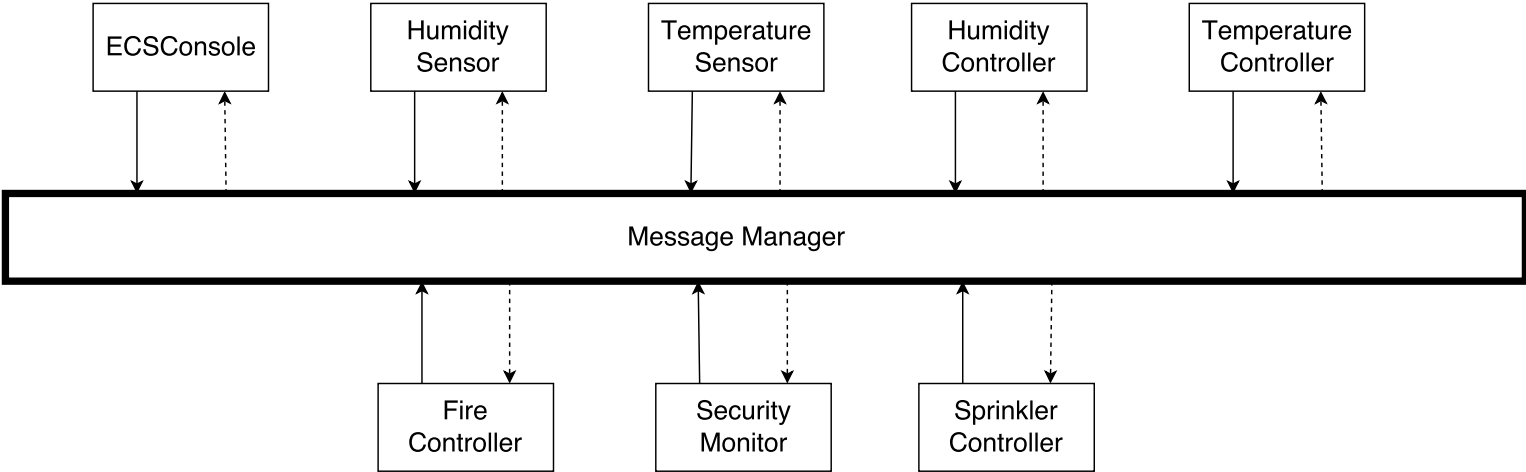 ECSConsole
Humidity
Sensor
Temperature
Sensor
Humidity
Controller
Temperature
Controller
Message Manager
Fire
Controller
Security
Monitor
Sprinkler
Controller